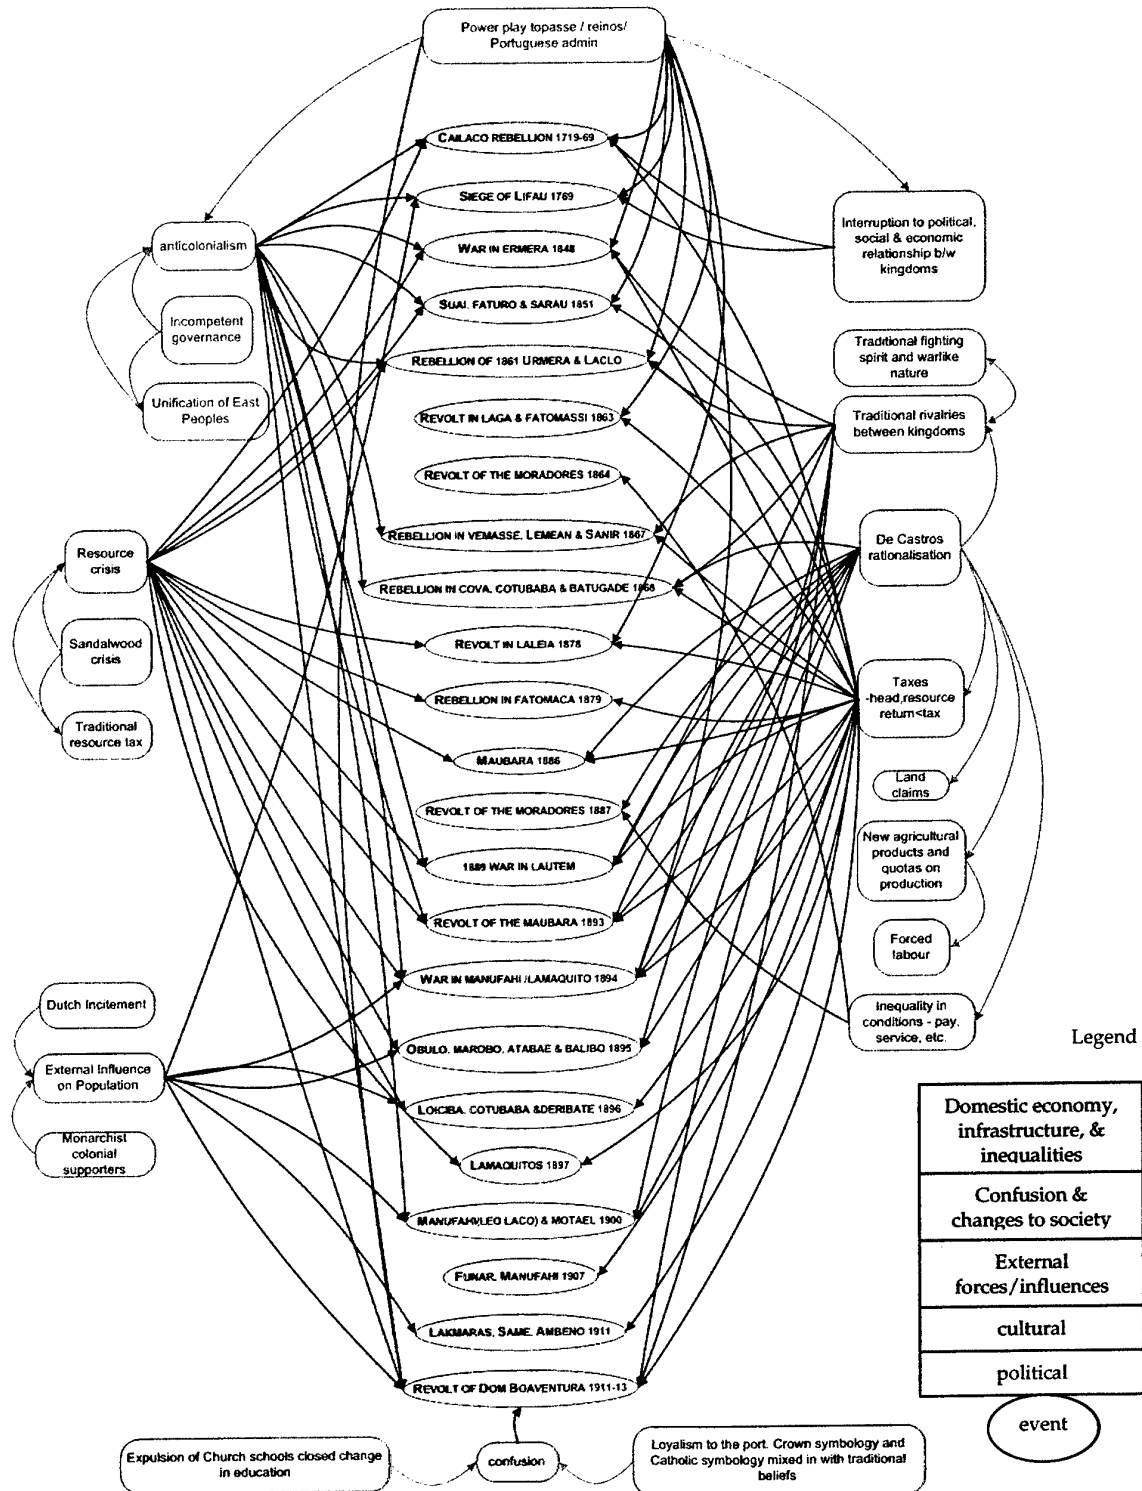 Power play topasse / reinos/
Portuguese admin
CAILACO REBELLION 1719-69
SIEGE OF LIFAU 1769
WAR IN ERMERA 1848
SUAI, FATURO & SARAU 1851
REBELLION OF 1861 URMERA & LACLO
REVOLT IN LAGA & FATOMASSI 1863
REVOLT OF THE MORADORES 1864
REBELLION IN VEMASSE, LEMEAN & SANIR 1867
REBELLION IN COVA, COTUBABA & BATUGADE 1868
REVOLT IN LALEIA 1878
REBELLION IN FATOMACA 1879
MAUBARA 1886
REVOLT OF THE MORADORES 1887
1889 WAR IN LAUTEM
REVOLT OF THE MAUBARA 1893
WAR IN MANUFAHI /LAMAQUITO 1894
OBULO, MAROBO, ATABAE & BALIBO 1895
LOICIBA, COTUBABA &DERIBATE 1896
LAMAQUITOS 1897
MANUFAHI(LEO LACO) & MOTAEL 1900
FUNAR, MANUFAHI 1907
LAKMARAS, SAME, AMBENO 1911
REVOLT OF DOM BOAVENTURA 1911-13
anticolonialism
Incompetent
governance
Unification of East
Peoples
Resource
crisis
Sandalwood
crisis
Traditional
resource tax
Dutch Incitement
External Influence
on Population
Monarchist
colonial
supporters
Interruption to political,
social & economic
relationship b/w
kingdoms
Traditional fighting
spirit and warlike
nature
Traditional rivalries
between kingdoms
De Castros
rationalisation
Taxes
-head,resource
return<tax
Land
claims
New agricultural
products and
quotas on
production
Forced
labour
Inequality in
conditions - pay,
service, etc.
Expulsion of Church schools closed change
in education
confusion
Loyalism to the port. Crown symbology and
Catholic symbology mixed in with traditional
beliefs
Legend
Domestic economy,
infrastructure, &
inequalities
Confusion &
changes to society
External
forces/influences
cultural
political
event